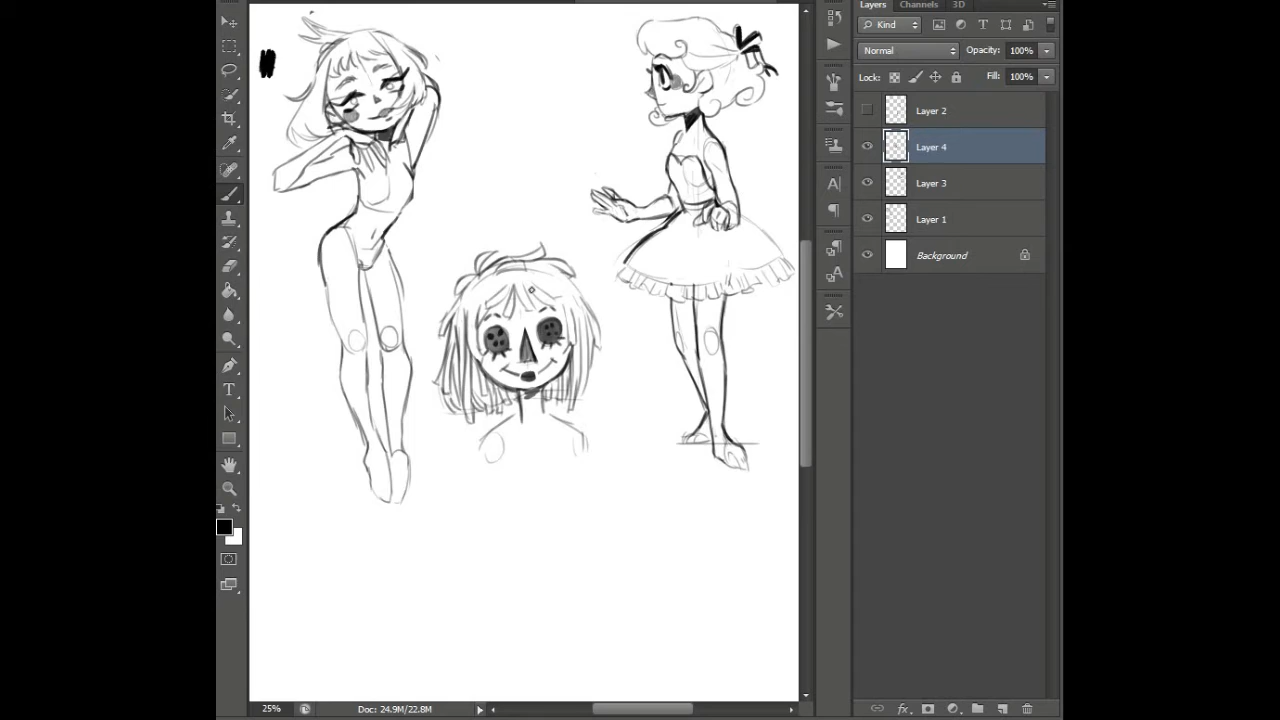 Layers Channels 3D
Kind
Normal Opacity: 100%
Lock: Fill: 100%
Layer 2
Layer 4
Layer 3
Layer 1
Background
25% Doc: 24.9M/22.8M